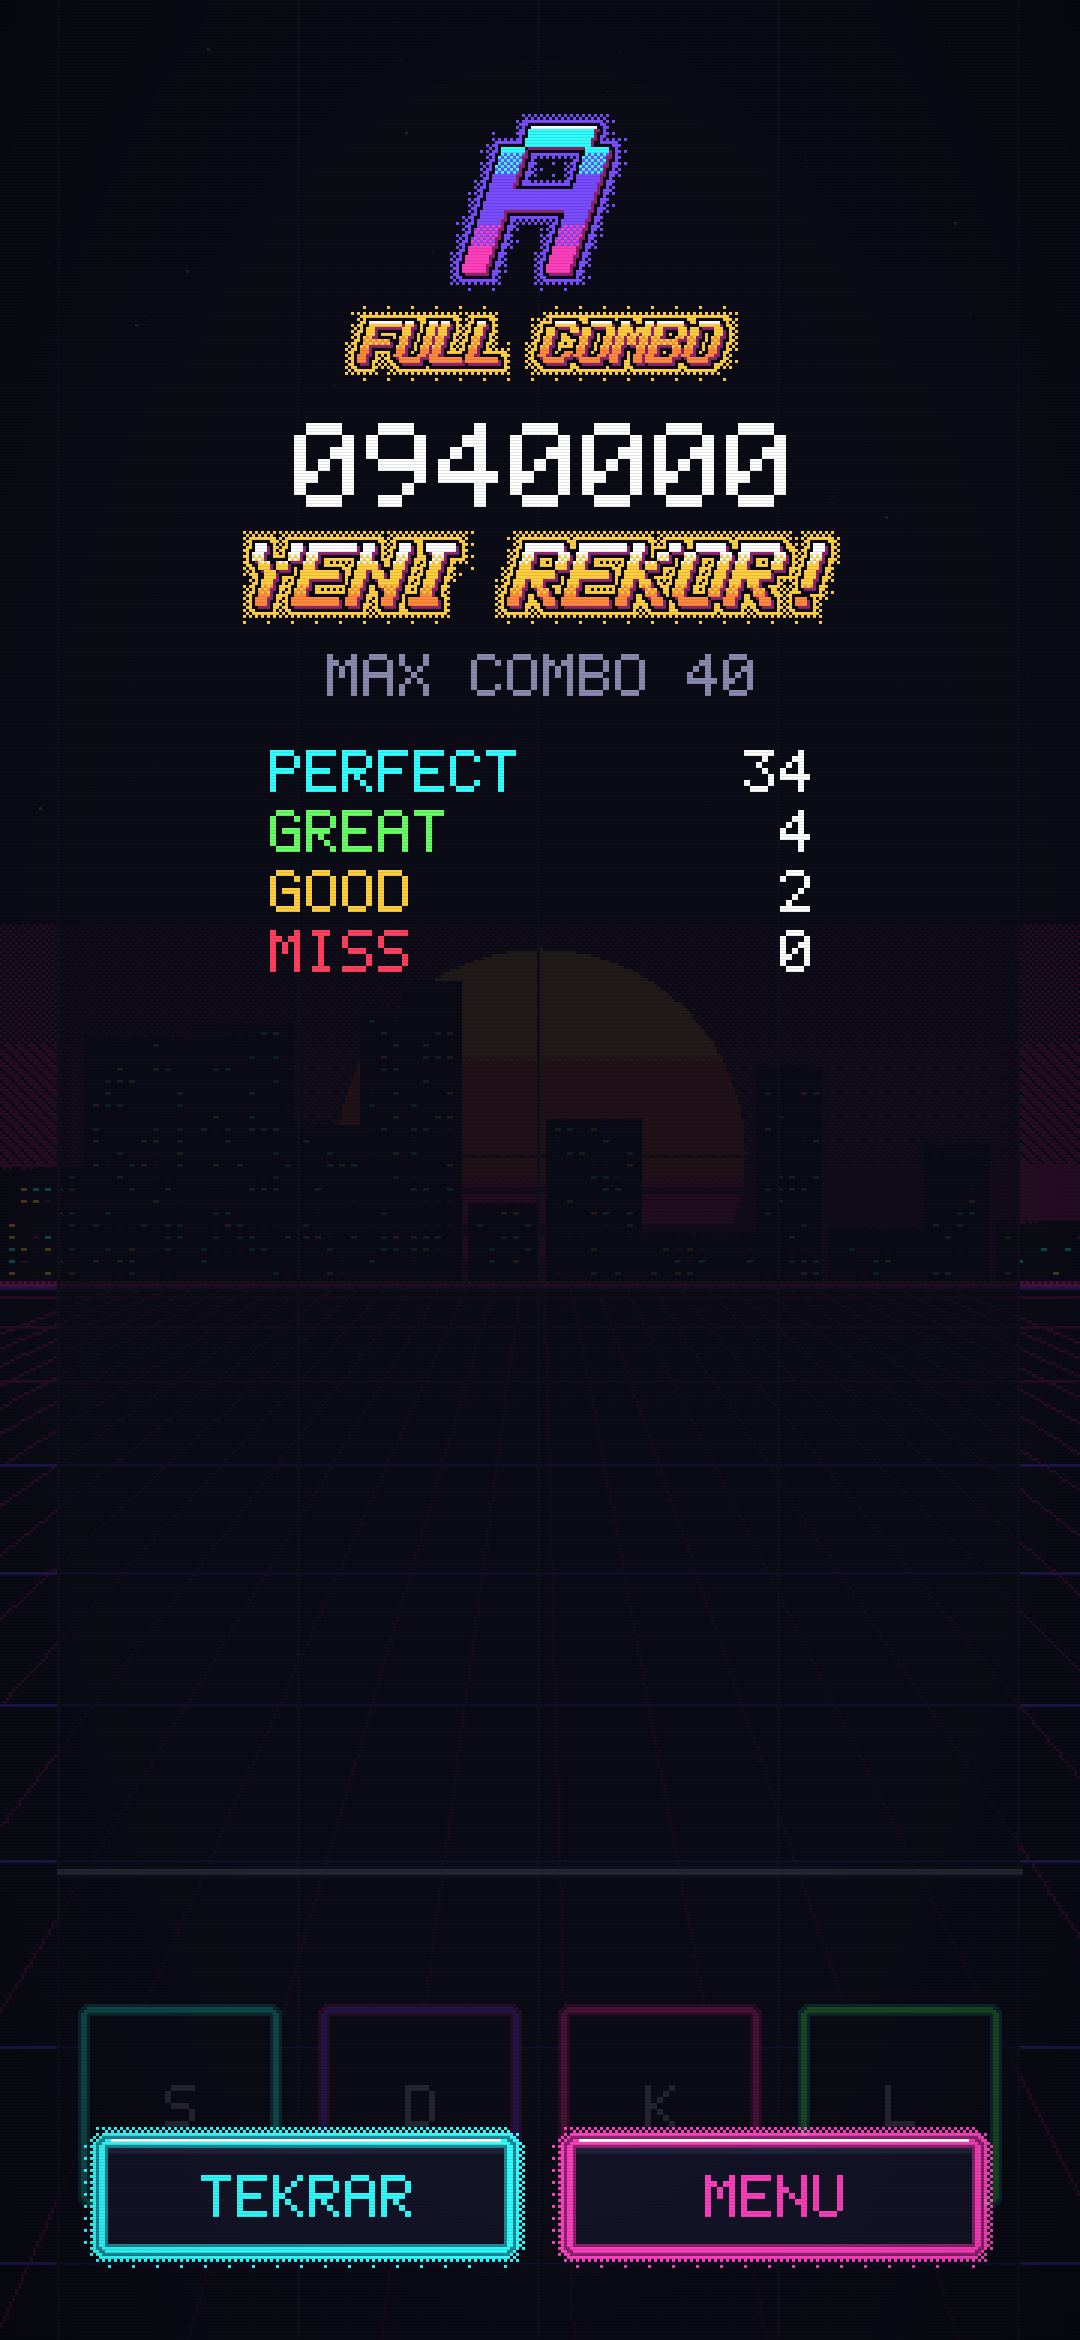 A
FULL COMBO
0940000
YENI REKOR!
MAX COMBO 40
PERFECT 34
GREAT 4
GOOD 2
MISS 0
S D K L
TEKRAR MENU